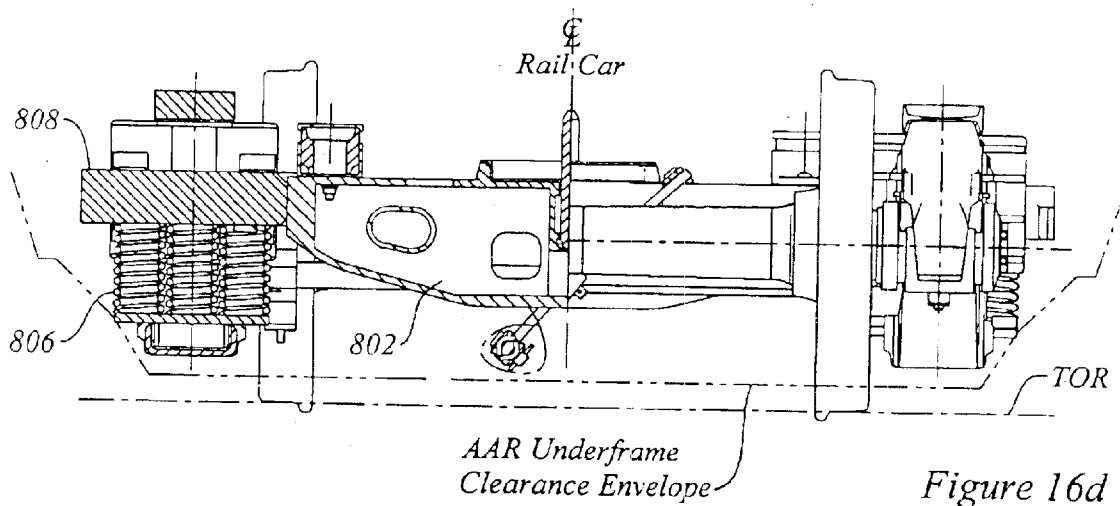 ℄
Rail Car
808
806
802
TOR
AAR Underframe
Clearance Envelope
Figure 16d